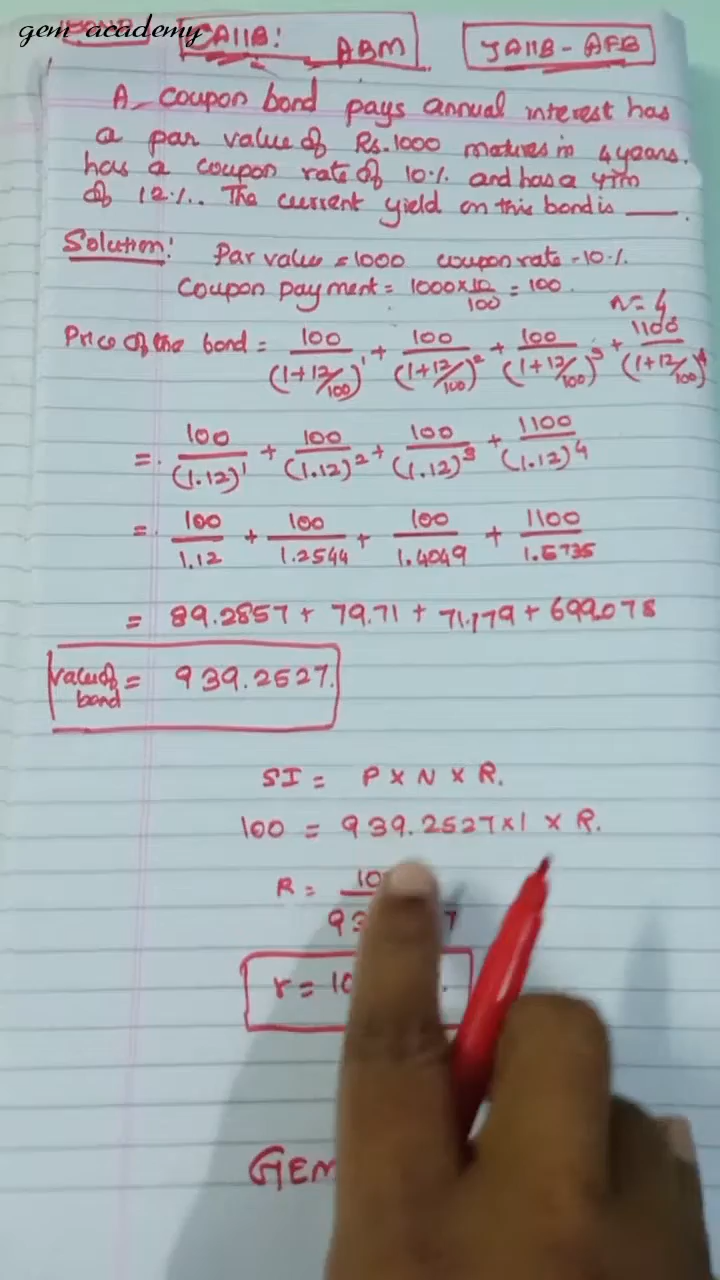 gem academy
CAIIB: ABM JAIIB - AFB
A coupon bond pays annual interest has
a par value of Rs.1000 matures in 4 years.
has a coupon rate of 10% and has a YTM
of 12%. The current yield on this bond is ___.
Solution: Par value = 1000 coupon rate - 10%.
Coupon payment = 1000 x 10/100 = 100. n = 4
Price of the bond = 100/(1+12/100)^1 + 100/(1+12/100)^2 + 100/(1+12/100)^3 + 1100/(1+12/100)^4
= 100/(1.12)^1 + 100/(1.12)^2 + 100/(1.12)^3 + 1100/(1.12)^4
= 100/1.12 + 100/1.2544 + 100/1.4049 + 1100/1.5735
= 89.2857 + 79.71 + 71.179 + 699.078
value of bond = 939.2527.
SI = P x N x R.
100 = 939.2527 x 1 x R.
R =
r =
GEM